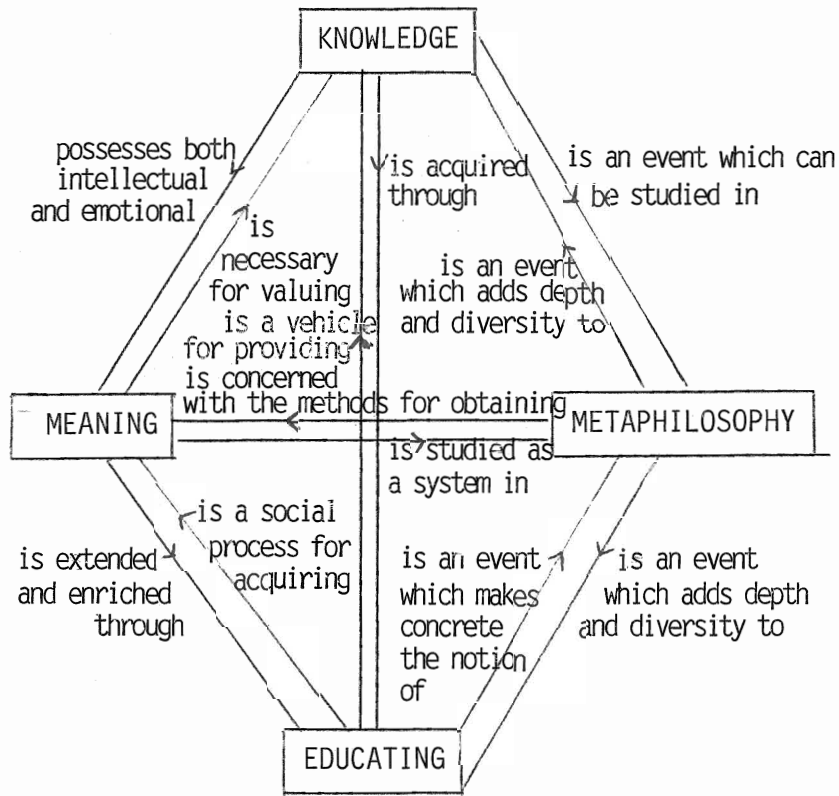 KNOWLEDGE
possesses both
intellectual
and emotional
is acquired
through
is an event which can
be studied in
is
necessary
for valuing
is an event
which adds depth
and diversity to
is a vehicle
for providing
is concerned
with the methods for obtaining
MEANING
METAPHILOSOPHY
is studied as
a system in
is a social
process for
acquiring
is extended
and enriched
through
is an event
which makes
concrete
the notion
of
is an event
which adds depth
and diversity to
EDUCATING